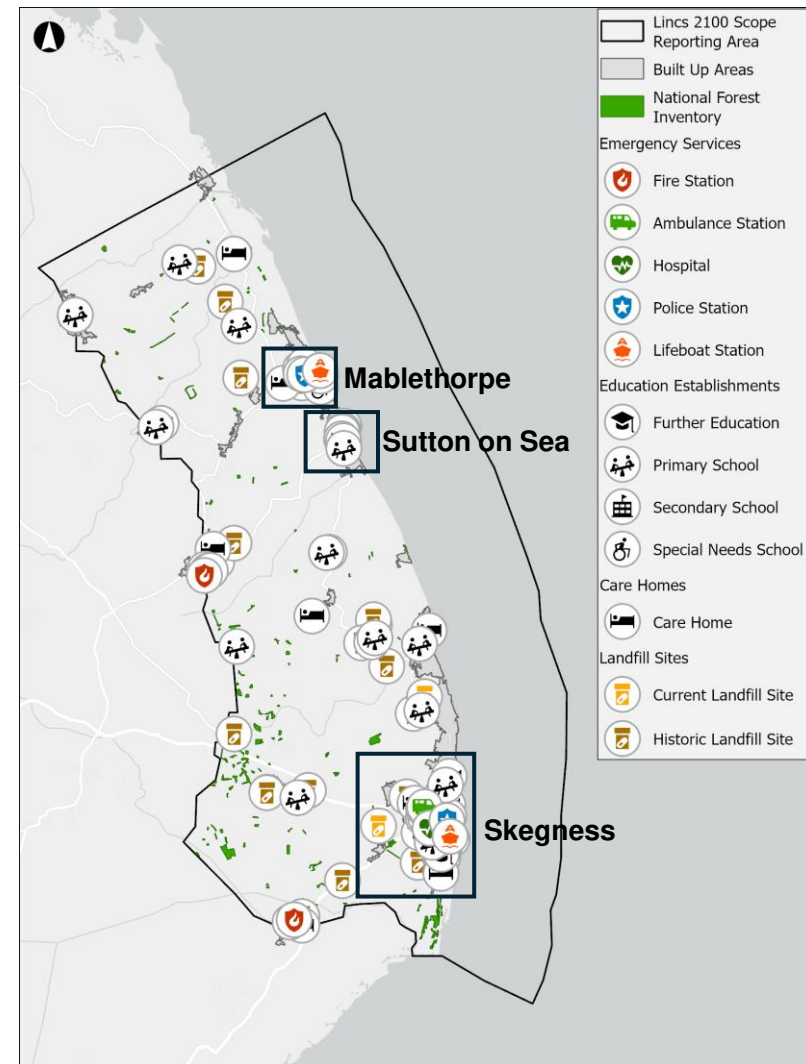 Lincs 2100 Scope
Reporting Area
Built Up Areas
National Forest
Inventory
Emergency Services
Fire Station
Ambulance Station
Hospital
Police Station
Lifeboat Station
Education Establishments
Further Education
Primary School
Secondary School
Special Needs School
Care Homes
Care Home
Landfill Sites
Current Landfill Site
Historic Landfill Site
Mablethorpe
Sutton on Sea
Skegness